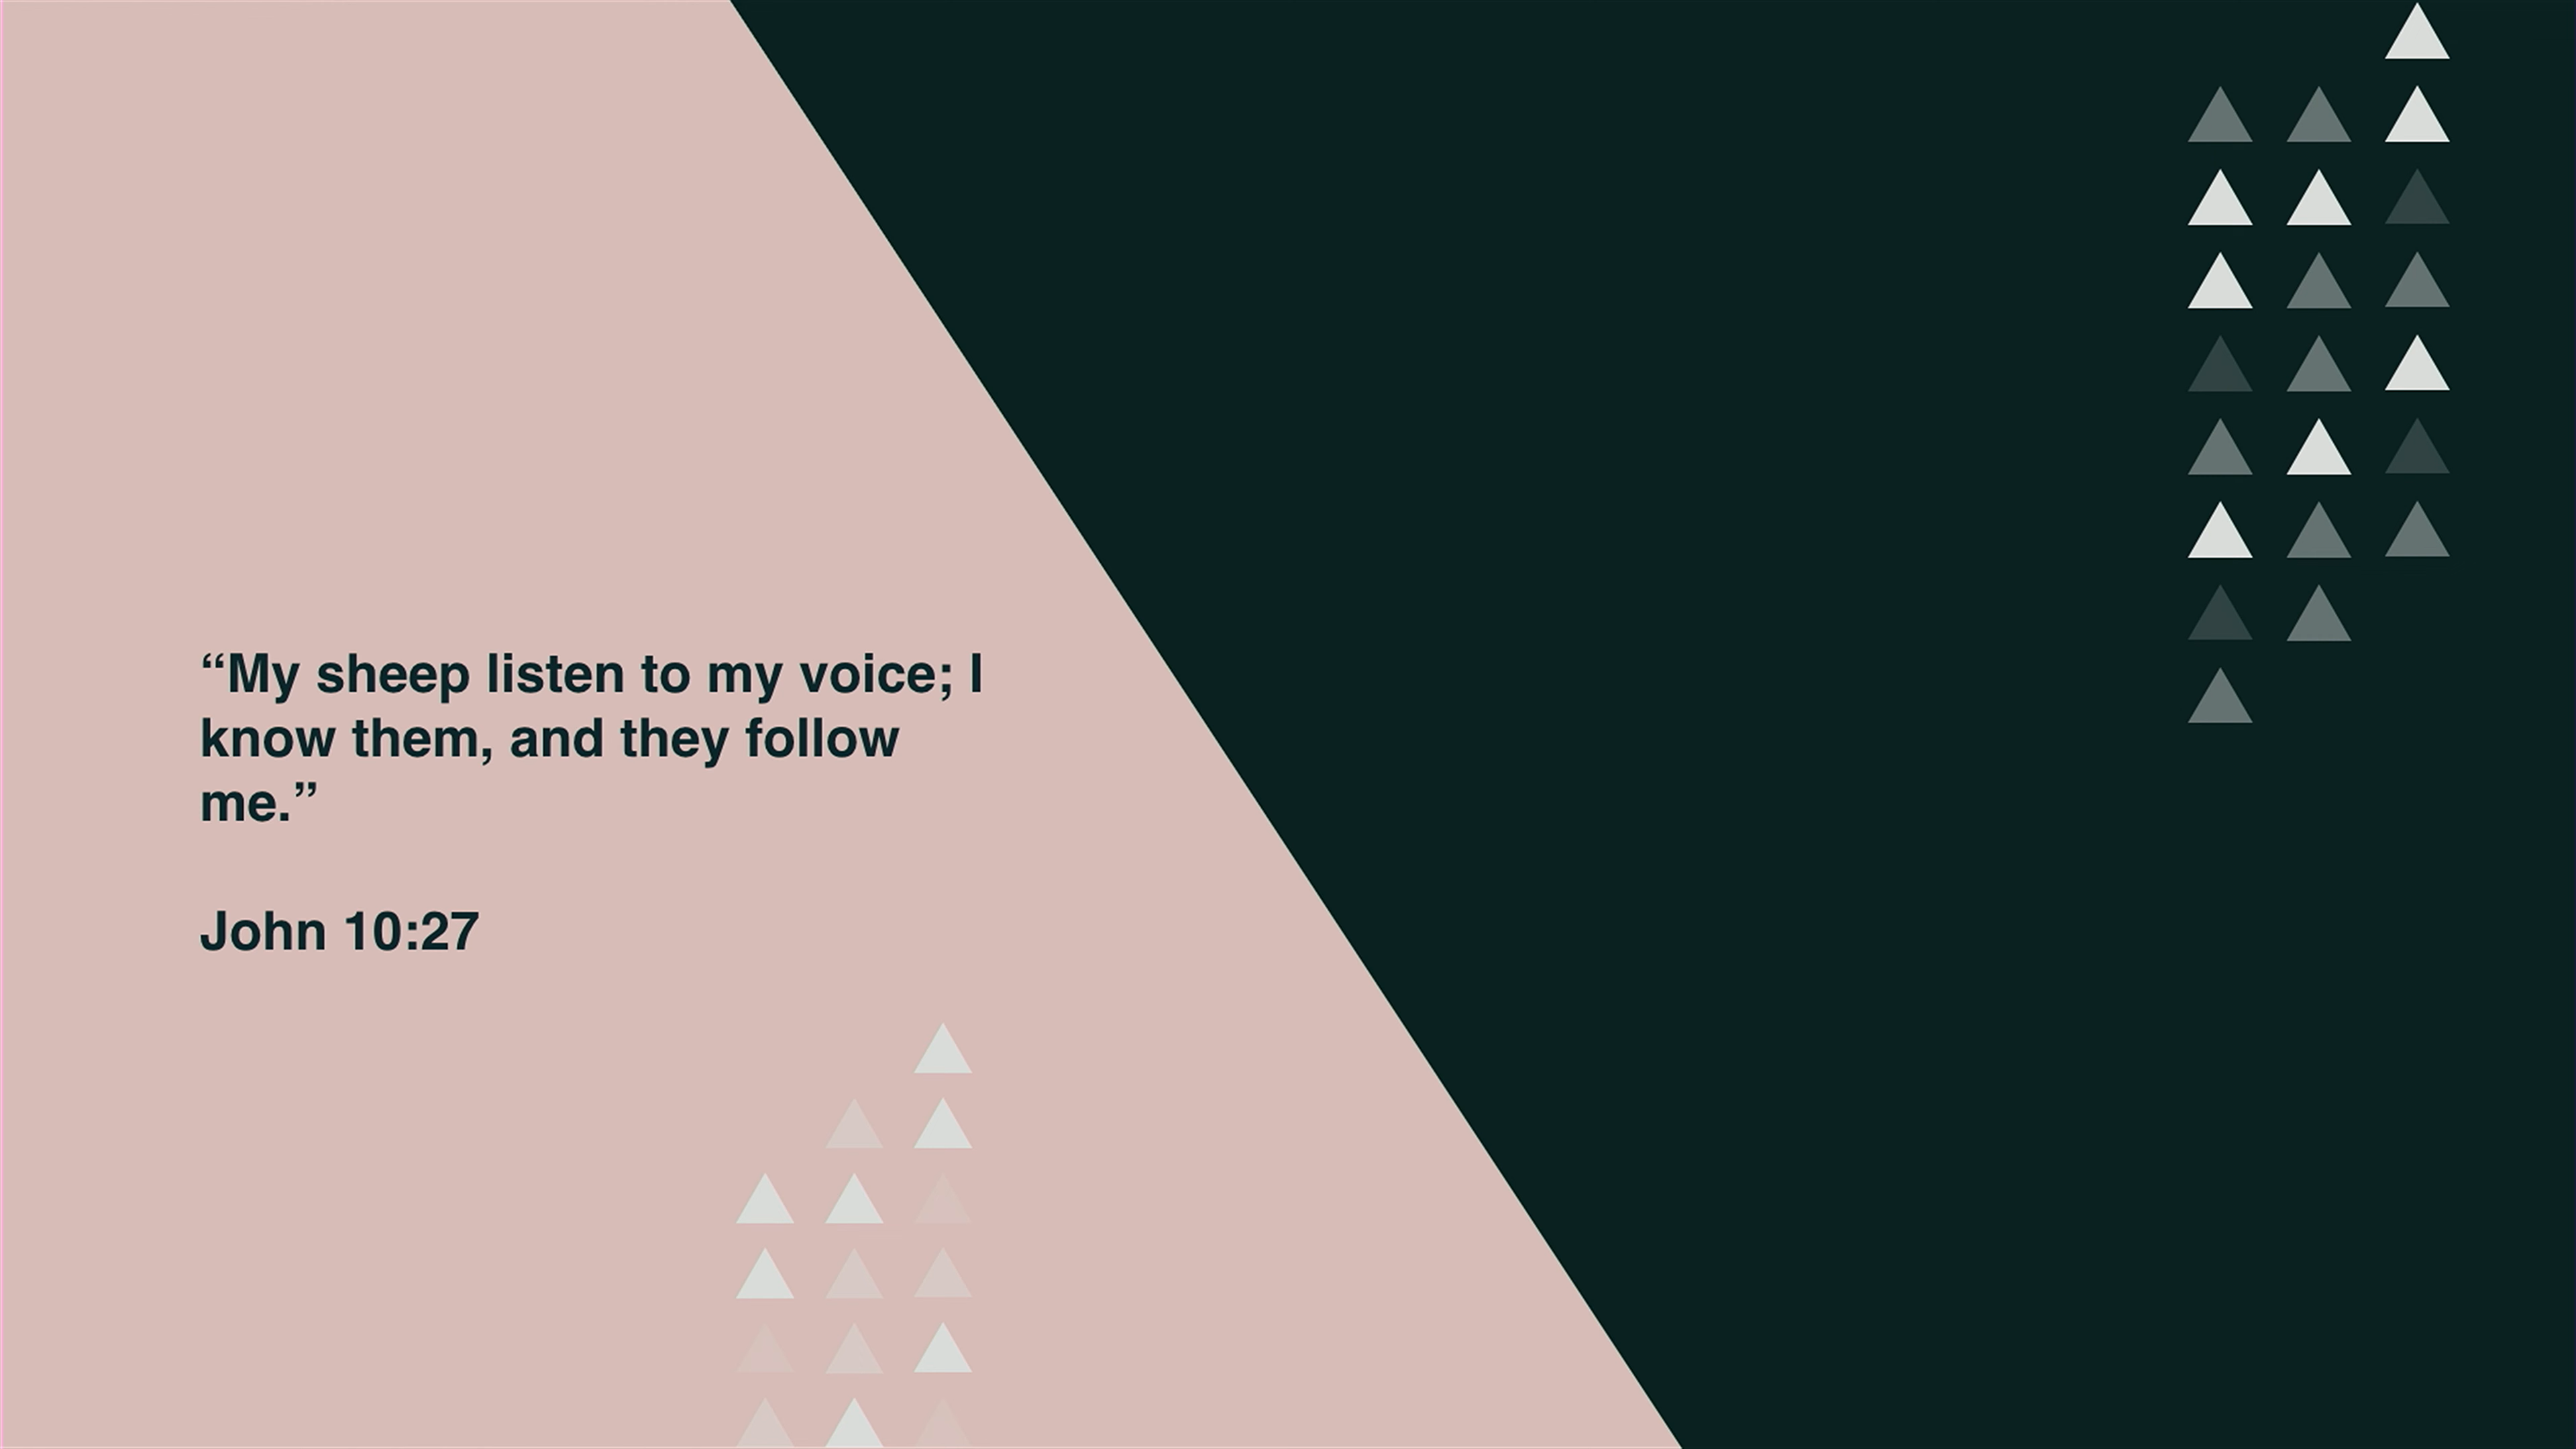 “My sheep listen to my voice; I
know them, and they follow
me.”
John 10:27